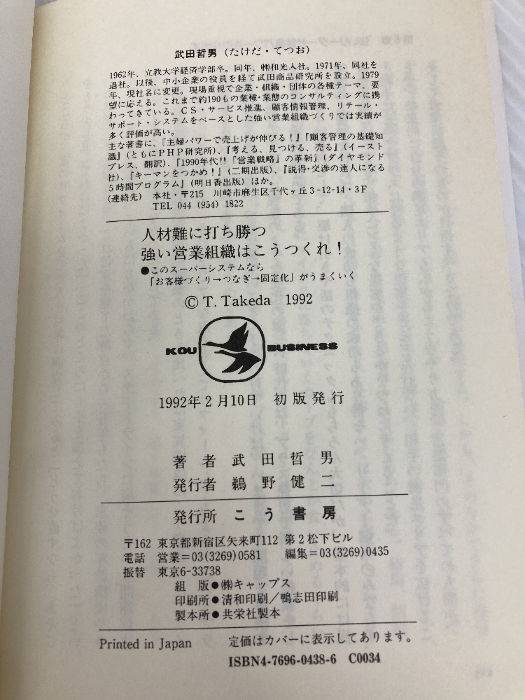 武田哲男(たけだ・てつお)
1962年、立教大学経済学部卒。同年、㈱和光入社。1971年、同社を
退社。以後、中小企業の役員を経て武田商品研究所を設立。1979
年、現社名に変更。現場重視で企業・組織・団体の各種テーマ、要
望に応える。これまで約190もの業種・業態のコンサルティングに携
わってきている。CS・サービス推進、顧客情報管理、リテール・
サポート・システムをベースとした強い営業組織づくりでは実績が
多く評価が高い。
主な著書に、『主婦パワーで売上げが伸びる!』『顧客管理の基礎知
識』(ともにPHP研究所)、『考える、見つける、売る』(イースト
プレス、翻訳)、『1990年代!!「営業戦略」の革新』(ダイヤモンド
社)、『キーマンをつかめ!』(二期出版)、『説得・交渉の達人になる
5時間プログラム』(明日香出版)ほか。
(連絡先) 本社・〒215 川崎市麻生区千代ヶ丘3-12-14・3F
TEL 044(954)1822
人材難に打ち勝つ
強い営業組織はこうつくれ!
●このスーパーシステムなら
「お客様づくり→つなぎ→固定化」がうまくいく
© T. Takeda 1992
KOU BUSINESS
1992年2月10日 初版発行
著者 武田哲男
発行者 鵜野健二
発行所 こう書房
〒162 東京都新宿区矢来町112 第2松下ビル
電話 営業=03(3269)0581 編集=03(3269)0435
振替 東京6-33738
組版●㈱キャップス
印刷所●清和印刷/鴨志田印刷
製本所●共栄社製本
Printed in Japan 定価はカバーに表示してあります。
ISBN4-7696-0438-6 C0034